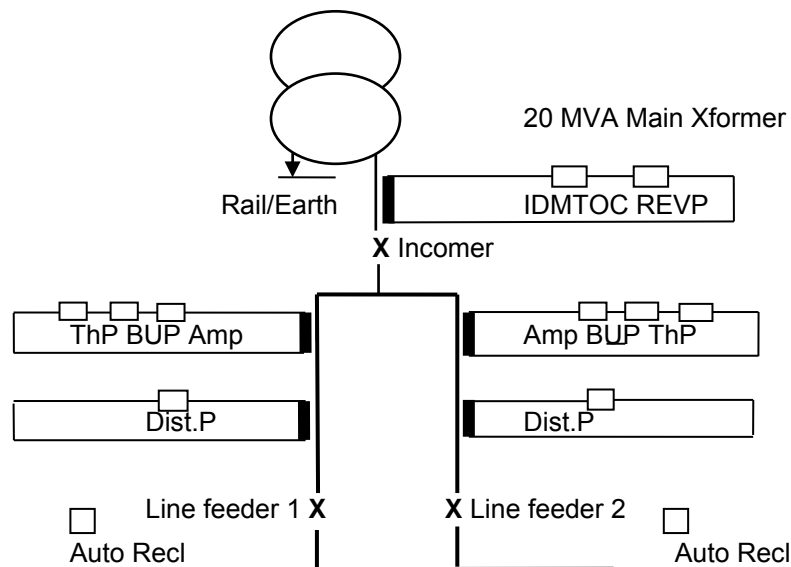 20 MVA Main Xformer
Rail/Earth
IDMTOC REVP
X Incomer
ThP BUP Amp
Amp BUP ThP
Dist.P
Dist.P
Line feeder 1 X
X Line feeder 2
Auto Recl
Auto Recl